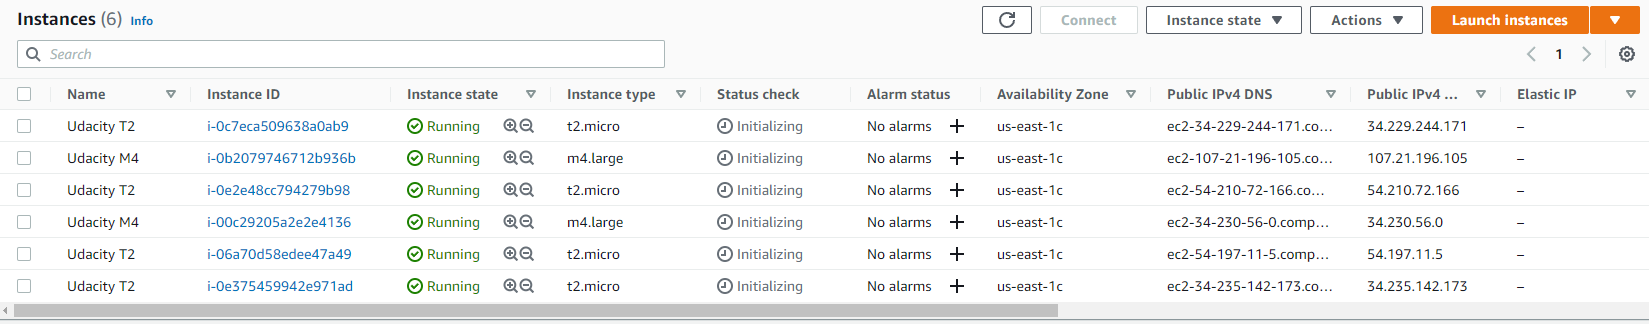 Instances (6) Info Connect Instance state Actions Launch instances
Search 1
Name Instance ID Instance state Instance type Status check Alarm status Availability Zone Public IPv4 DNS Public IPv4 ... Elastic IP
Udacity T2 i-0c7eca509638a0ab9 Running t2.micro Initializing No alarms + us-east-1c ec2-34-229-244-171.co... 34.229.244.171 –
Udacity M4 i-0b2079746712b936b Running m4.large Initializing No alarms + us-east-1c ec2-107-21-196-105.co... 107.21.196.105 –
Udacity T2 i-0e2e48cc794279b98 Running t2.micro Initializing No alarms + us-east-1c ec2-54-210-72-166.co... 54.210.72.166 –
Udacity M4 i-00c29205a2e2e4136 Running m4.large Initializing No alarms + us-east-1c ec2-34-230-56-0.comp... 34.230.56.0 –
Udacity T2 i-06a70d58edee47a49 Running t2.micro Initializing No alarms + us-east-1c ec2-54-197-11-5.comp... 54.197.11.5 –
Udacity T2 i-0e375459942e971ad Running t2.micro Initializing No alarms + us-east-1c ec2-34-235-142-173.co... 34.235.142.173 –